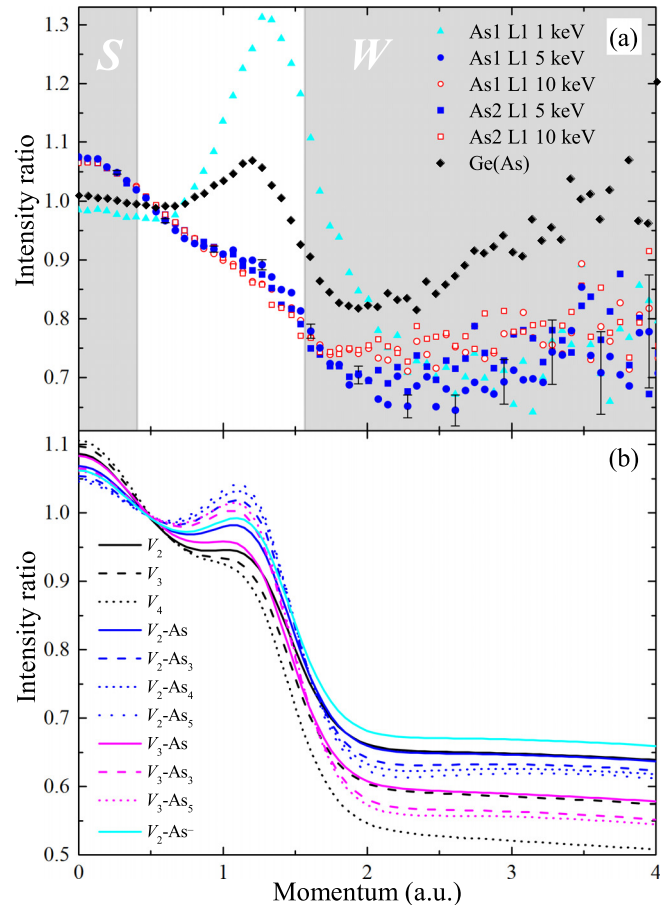 S
W
(a)
As1 L1 1 keV
As1 L1 5 keV
As1 L1 10 keV
As2 L1 5 keV
As2 L1 10 keV
Ge(As)
Intensity ratio
1.3
1.2
1.1
1.0
0.9
0.8
0.7
(b)
Intensity ratio
1.1
1.0
0.9
0.8
0.7
0.6
0.5
V₂
V₃
V₄
V₂-As
V₂-As₃
V₂-As₄
V₂-As₅
V₃-As
V₃-As₃
V₃-As₅
V₂-As⁻
0 1 2 3 4
Momentum (a.u.)